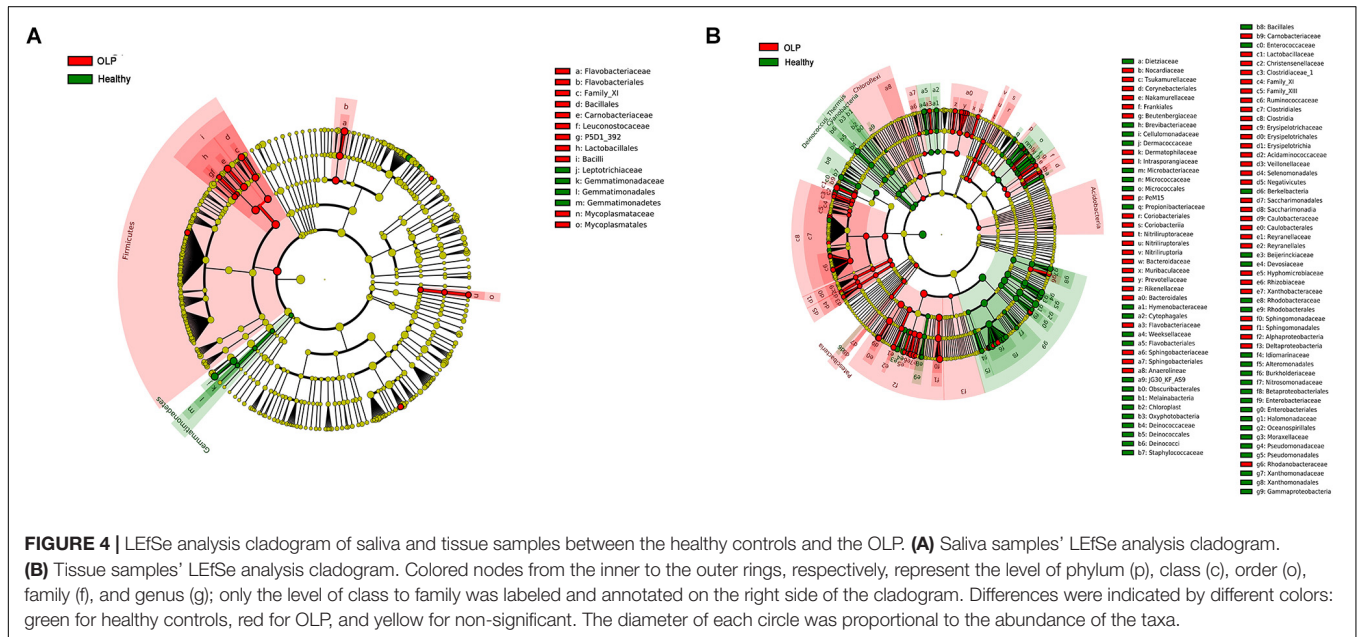 A
OLP
Healthy
a: Flavobacteriaceae
b: Flavobacteriales
c: Family_XI
d: Bacillales
e: Carnobacteriaceae
f: Leuconostocaceae
g: P5D1_392
h: Lactobacillales
i: Bacilli
j: Leptotrichiaceae
k: Gemmatimonadaceae
l: Gemmatimonadales
m: Gemmatimonadetes
n: Mycoplasmataceae
o: Mycoplasmatales
Firmicutes
Gemmatimonadetes
B
OLP
Healthy
Deinococcus_Thermus
Cyanobacteria
Chloroflexi
Acidobacteria
Patescibacteria
a: Dietziaceae
b: Nocardiaceae
c: Tsukamurellaceae
d: Corynebacteriales
e: Nakamurellaceae
f: Frankiales
g: Beutenbergiaceae
h: Brevibacteriaceae
i: Cellulomonadaceae
j: Dermacoccaceae
k: Dermatophilaceae
l: Intrasporangiaceae
m: Microbacteriaceae
n: Micrococcaceae
o: Micrococcales
p: PeM15
q: Propionibacteriaceae
r: Coriobacteriales
s: Coriobacteriia
t: Nitriliruptoraceae
u: Nitriliruptorales
v: Nitriliruptoria
w: Bacteroidaceae
x: Muribaculaceae
y: Prevotellaceae
z: Rikenellaceae
a0: Bacteroidales
a1: Hymenobacteraceae
a2: Cytophagales
a3: Flavobacteriaceae
a4: Weeksellaceae
a5: Flavobacteriales
a6: Sphingobacteriaceae
a7: Sphingobacteriales
a8: Anaerolineae
a9: JG30_KF_AS9
b0: Obscuribacterales
b1: Melainabacteria
b2: Chloroplast
b3: Oxyphotobacteria
b4: Deinococcaceae
b5: Deinococcales
b6: Deinococci
b7: Staphylococcaceae
b8: Bacillales
b9: Carnobacteriaceae
c0: Enterococcaceae
c1: Lactobacillaceae
c2: Christensenellaceae
c3: Clostridiaceae_1
c4: Family_XI
c5: Family_XIII
c6: Ruminococcaceae
c7: Clostridiales
c8: Clostridia
c9: Erysipelotrichaceae
d0: Erysipelotrichales
d1: Erysipelotrichia
d2: Acidaminococcaceae
d3: Veillonellaceae
d4: Selenomonadales
d5: Negativicutes
d6: Berkelbacteria
d7: Saccharimonadales
d8: Saccharimonadia
d9: Caulobacteraceae
e0: Caulobacterales
e1: Reyranellaceae
e2: Reyranellales
e3: Beijerinckiaceae
e4: Devosiaceae
e5: Hyphomicrobiaceae
e6: Rhizobiaceae
e7: Xanthobacteraceae
e8: Rhodobacteraceae
e9: Rhodobacterales
f0: Sphingomonadaceae
f1: Sphingomonadales
f2: Alphaproteobacteria
f3: Deltaproteobacteria
f4: Idiomarinaceae
f5: Alteromonadales
f6: Burkholderiaceae
f7: Nitrosomonadaceae
f8: Betaproteobacteriales
f9: Enterobacteriaceae
g0: Enterobacteriales
g1: Halomonadaceae
g2: Oceanospirillales
g3: Moraxellaceae
g4: Pseudomonadaceae
g5: Pseudomonadales
g6: Rhodanobacteraceae
g7: Xanthomonadaceae
g8: Xanthomonadales
g9: Gammaproteobacteria
FIGURE 4 | LEfSe analysis cladogram of saliva and tissue samples between the healthy controls and the OLP. (A) Saliva samples' LEfSe analysis cladogram.
(B) Tissue samples' LEfSe analysis cladogram. Colored nodes from the inner to the outer rings, respectively, represent the level of phylum (p), class (c), order (o),
family (f), and genus (g); only the level of class to family was labeled and annotated on the right side of the cladogram. Differences were indicated by different colors:
green for healthy controls, red for OLP, and yellow for non-significant. The diameter of each circle was proportional to the abundance of the taxa.